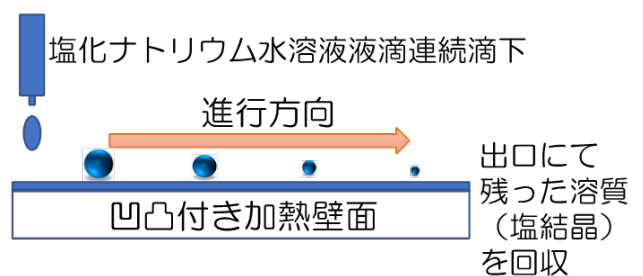 塩化ナトリウム水溶液液滴連続滴下
進行方向
出口にて
残った溶質
（塩結晶）
を回収
凹凸付き加熱壁面